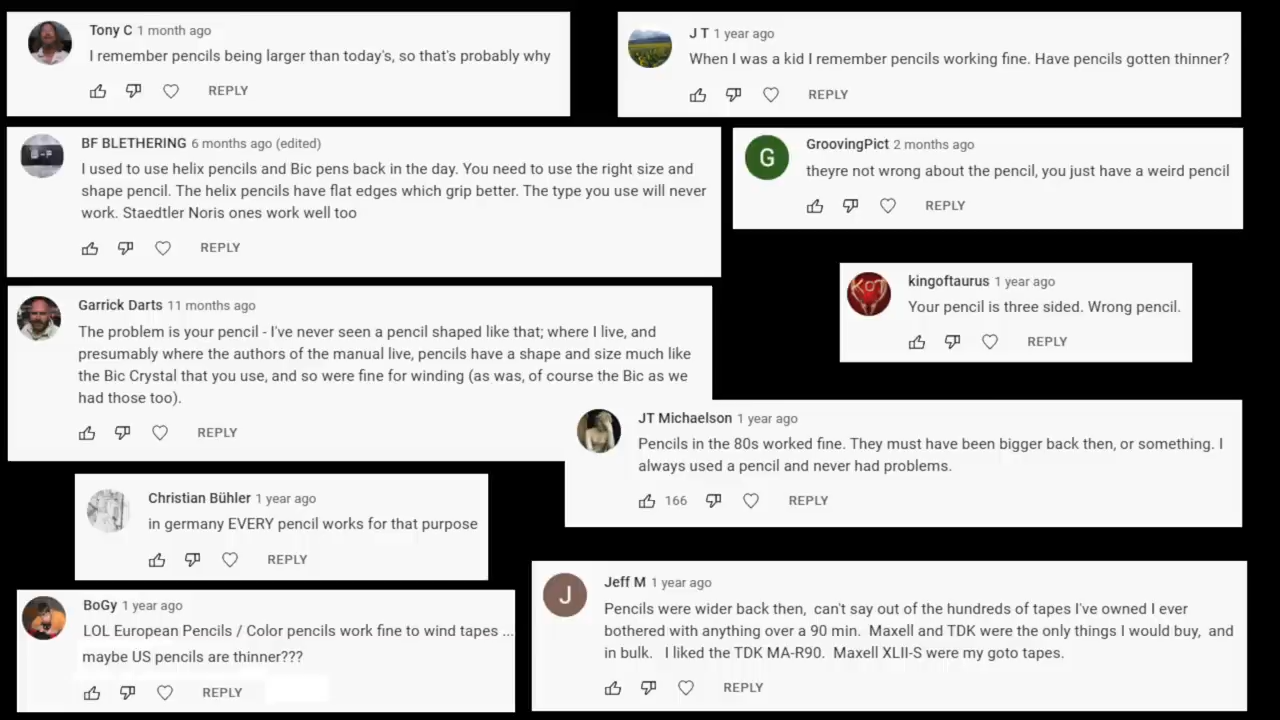 Tony C 1 month ago
I remember pencils being larger than today's, so that's probably why
REPLY
J T 1 year ago
When I was a kid I remember pencils working fine. Have pencils gotten thinner?
REPLY
BF BLETHERING 6 months ago (edited)
I used to use helix pencils and Bic pens back in the day. You need to use the right size and
shape pencil. The helix pencils have flat edges which grip better. The type you use will never
work. Staedtler Noris ones work well too
REPLY
G
GroovingPict 2 months ago
theyre not wrong about the pencil, you just have a weird pencil
REPLY
Garrick Darts 11 months ago
The problem is your pencil - I've never seen a pencil shaped like that; where I live, and
presumably where the authors of the manual live, pencils have a shape and size much like
the Bic Crystal that you use, and so were fine for winding (as was, of course the Bic as we
had those too).
REPLY
KOT
kingoftaurus 1 year ago
Your pencil is three sided. Wrong pencil.
REPLY
JT Michaelson 1 year ago
Pencils in the 80s worked fine. They must have been bigger back then, or something. I
always used a pencil and never had problems.
166 REPLY
Christian Bühler 1 year ago
in germany EVERY pencil works for that purpose
REPLY
BoGy 1 year ago
LOL European Pencils / Color pencils work fine to wind tapes ...
maybe US pencils are thinner???
REPLY
J
Jeff M 1 year ago
Pencils were wider back then, can't say out of the hundreds of tapes I've owned I ever
bothered with anything over a 90 min. Maxell and TDK were the only things I would buy, and
in bulk. I liked the TDK MA-R90. Maxell XLII-S were my goto tapes.
REPLY